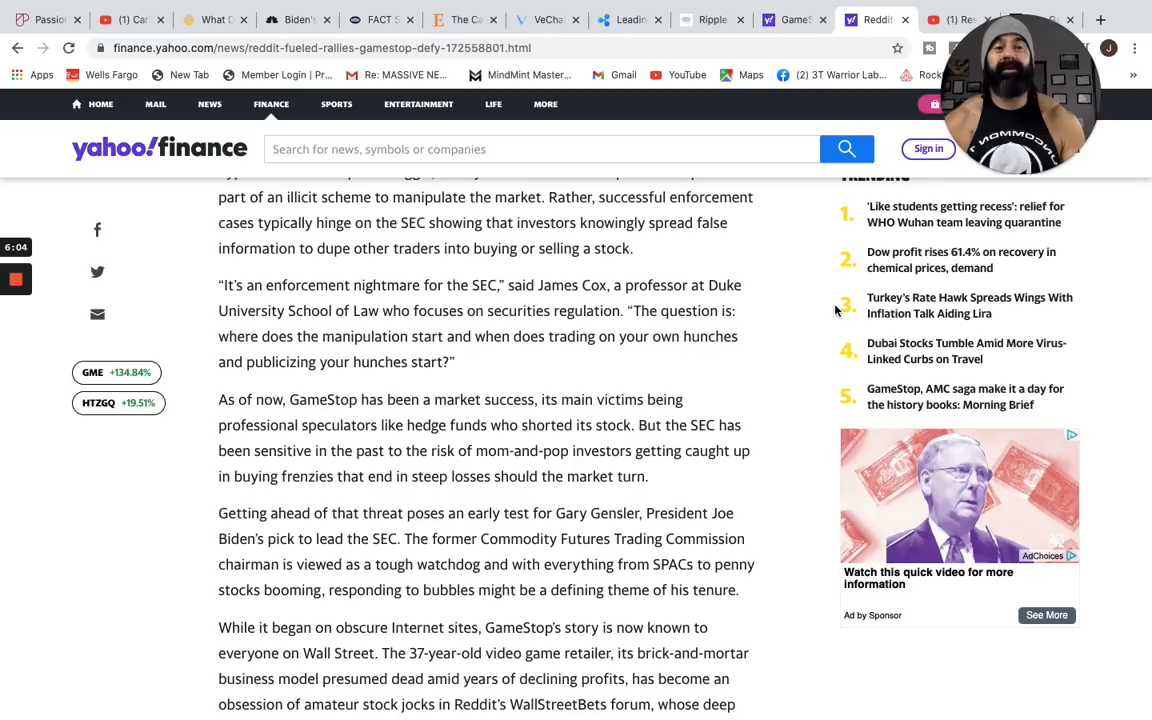 Passion
(1) Car
What D
Biden's
FACT S
The Ca
VeChai
Leadin
Ripple
GameS
Reddit
(1) Res
finance.yahoo.com/news/reddit-fueled-rallies-gamestop-defy-172558801.html
J
Apps
Wells Fargo
New Tab
Member Login | Pr...
Re: MASSIVE NE...
MindMint Master...
Gmail
YouTube
Maps
(2) 3T Warrior Lab...
Rock
»
HOME
MAIL
NEWS
FINANCE
SPORTS
ENTERTAINMENT
LIFE
MORE
yahoo!finance
Search for news, symbols or companies
Sign in
TRENDING
part of an illicit scheme to manipulate the market. Rather, successful enforcement
cases typically hinge on the SEC showing that investors knowingly spread false
information to dupe other traders into buying or selling a stock.
“It’s an enforcement nightmare for the SEC,” said James Cox, a professor at Duke
University School of Law who focuses on securities regulation. “The question is:
where does the manipulation start and when does trading on your own hunches
and publicizing your hunches start?”
As of now, GameStop has been a market success, its main victims being
professional speculators like hedge funds who shorted its stock. But the SEC has
been sensitive in the past to the risk of mom-and-pop investors getting caught up
in buying frenzies that end in steep losses should the market turn.
Getting ahead of that threat poses an early test for Gary Gensler, President Joe
Biden’s pick to lead the SEC. The former Commodity Futures Trading Commission
chairman is viewed as a tough watchdog and with everything from SPACs to penny
stocks booming, responding to bubbles might be a defining theme of his tenure.
While it began on obscure Internet sites, GameStop’s story is now known to
everyone on Wall Street. The 37-year-old video game retailer, its brick-and-mortar
business model presumed dead amid years of declining profits, has become an
obsession of amateur stock jocks in Reddit’s WallStreetBets forum, whose deep
6:04
GME +134.84%
HTZGQ +19.51%
1. 'Like students getting recess': relief for
WHO Wuhan team leaving quarantine
2. Dow profit rises 61.4% on recovery in
chemical prices, demand
3. Turkey's Rate Hawk Spreads Wings With
Inflation Talk Aiding Lira
4. Dubai Stocks Tumble Amid More Virus-
Linked Curbs on Travel
5. GameStop, AMC saga make it a day for
the history books: Morning Brief
AdChoices
Watch this quick video for more
information
Ad by Sponsor
See More